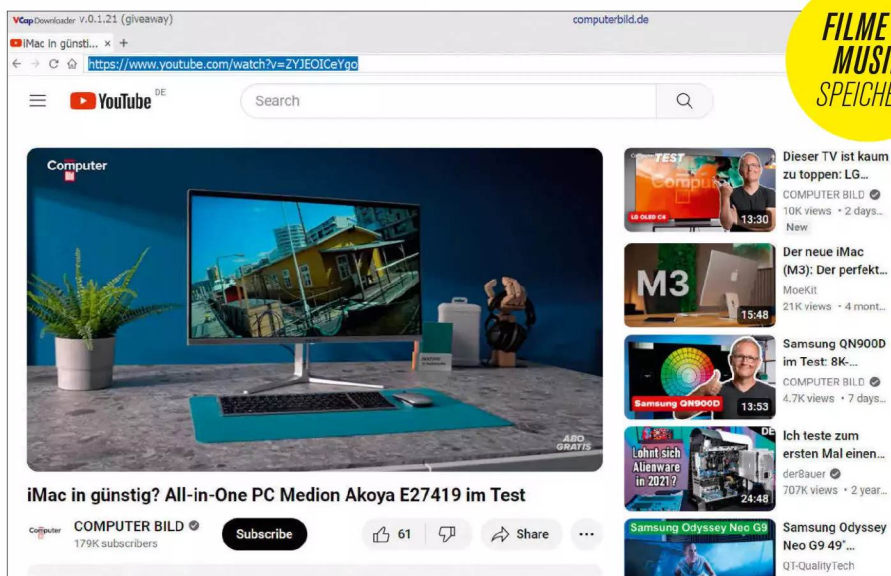 VCap Downloader v.0.1.21 (giveaway)
computerbild.de
iMac in günsti... × +
https://www.youtube.com/watch?v=ZYJEOICeYgo
FILME
MUSI
SPEICHE
YouTube DE
Search
Computer
Bild
ABO
GRATIS
iMac in günstig? All-in-One PC Medion Akoya E27419 im Test
COMPUTER BILD
179K subscribers
Subscribe
61
Share
...
TEST
LG OLED G4
13:30
Dieser TV ist kaum
zu toppen: LG...
COMPUTER BILD
10K views • 2 days...
New
M3
15:48
Der neue iMac
(M3): Der perfekt...
MoeKit
21K views • 4 mont...
Samsung QN900D
13:53
Samsung QN900D
im Test: 8K-...
COMPUTER BILD
4.7K views • 7 days...
Lohnt sich
Alienware
in 2021 ?
DE
24:48
Ich teste zum
ersten Mal einen...
der8auer
707K views • 2 year...
Samsung Odyssey Neo G9
Samsung Odyssey
Neo G9 49"...
QT-QualityTech